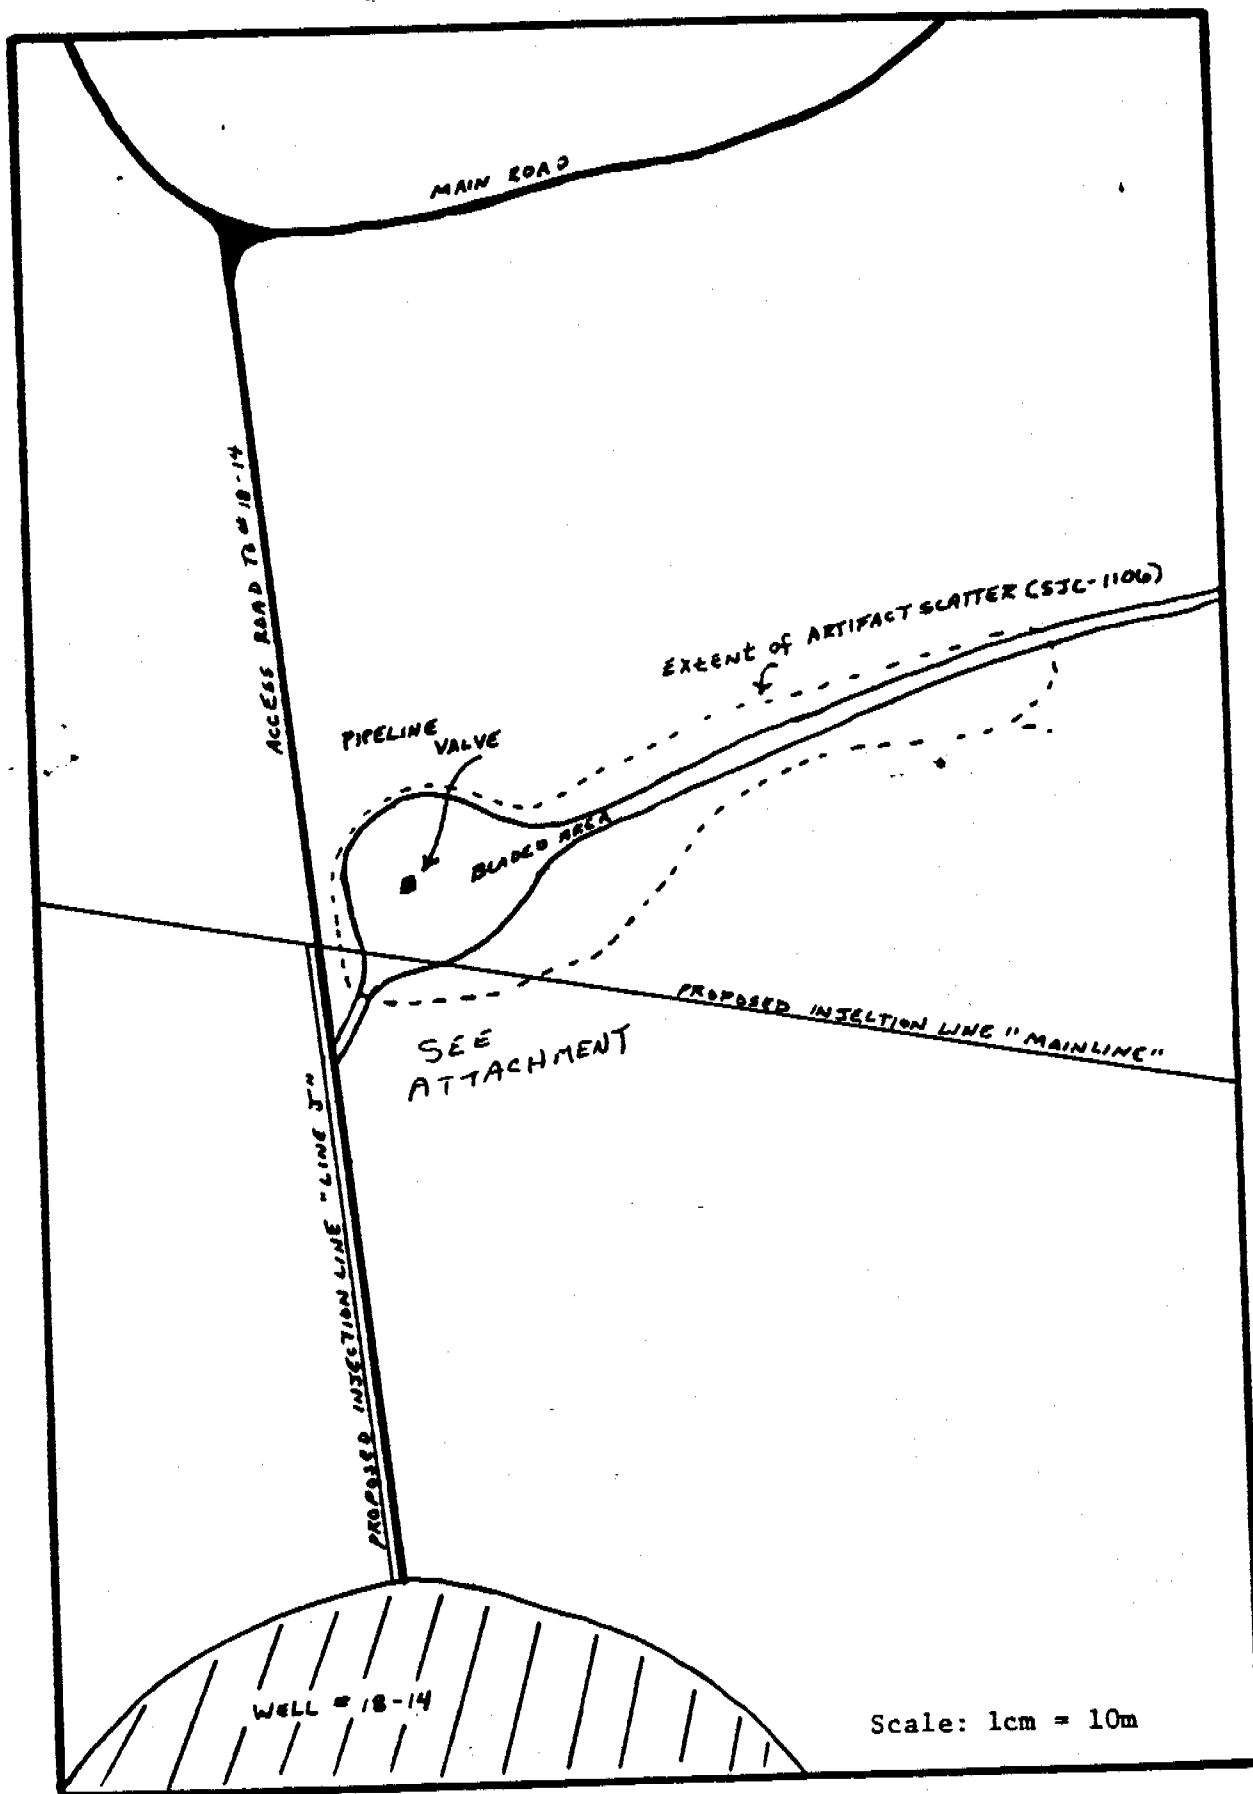 MAIN ROAD
ACCESS ROAD TO # 18-14
EXTENT of ARTIFACT SCATTER (SJC-1106)
PIPELINE
VALVE
BLADED AREA
PROPOSED INJECTION LINE "MAINLINE"
SEE
ATTACHMENT
PROPOSED INJECTION LINE "LINE J"
WELL # 18-14
Scale: 1cm = 10m